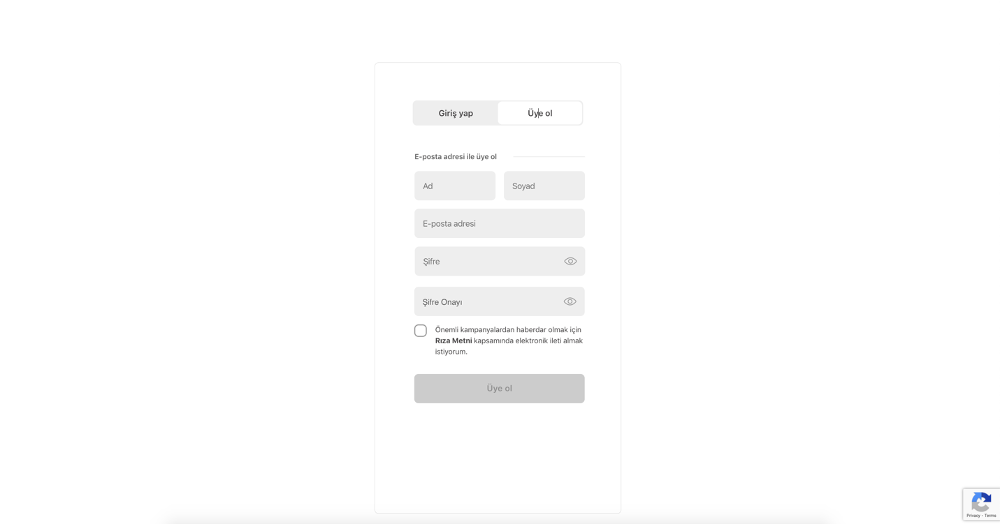 Giriş yap
Üye ol
E-posta adresi ile üye ol
Ad
Soyad
E-posta adresi
Şifre
Şifre Onayı
Önemli kampanyalardan haberdar olmak için
Rıza Metni kapsamında elektronik ileti almak
istiyorum.
Üye ol
Privacy - Terms